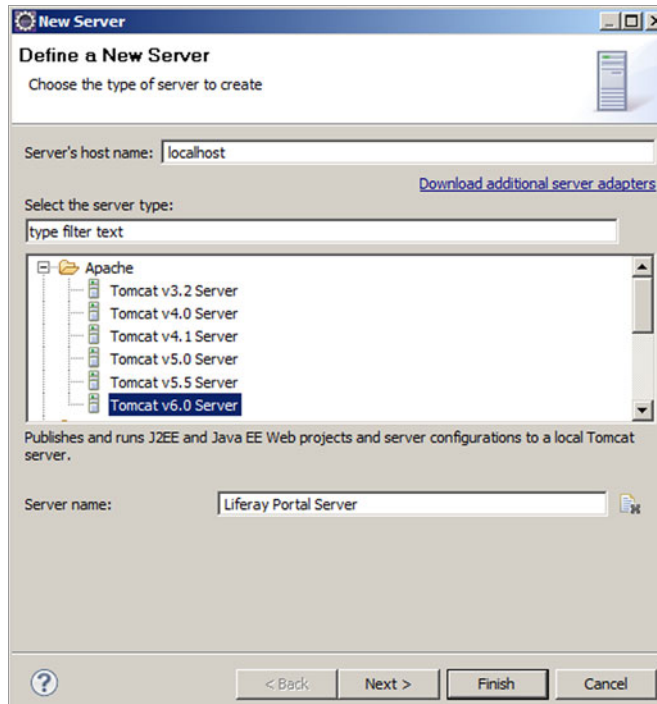 New Server
Define a New Server
Choose the type of server to create
Server's host name: localhost
Download additional server adapters
Select the server type:
type filter text
Apache
Tomcat v3.2 Server
Tomcat v4.0 Server
Tomcat v4.1 Server
Tomcat v5.0 Server
Tomcat v5.5 Server
Tomcat v6.0 Server
Publishes and runs J2EE and Java EE Web projects and server configurations to a local Tomcat
server.
Server name: Liferay Portal Server
? < Back Next > Finish Cancel